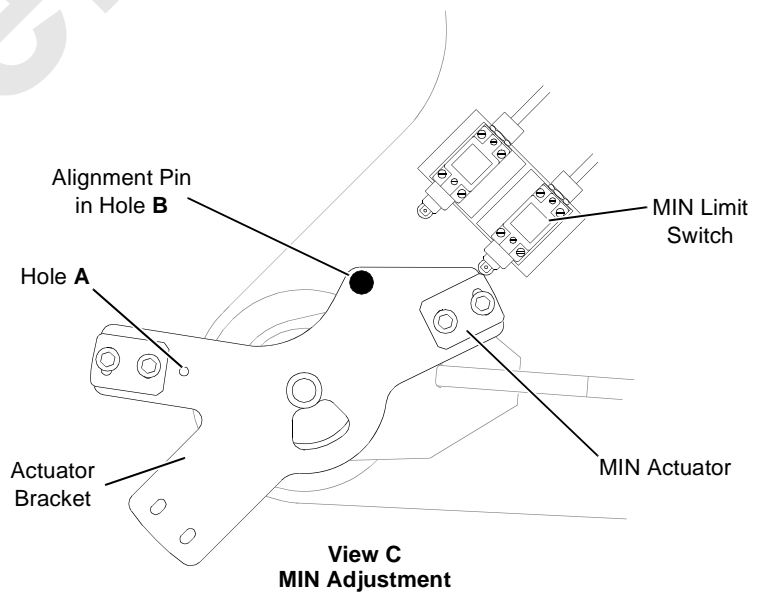 Alignment Pin
in Hole B
Hole A
MIN Limit
Switch
Actuator
Bracket
MIN Actuator
View C
MIN Adjustment